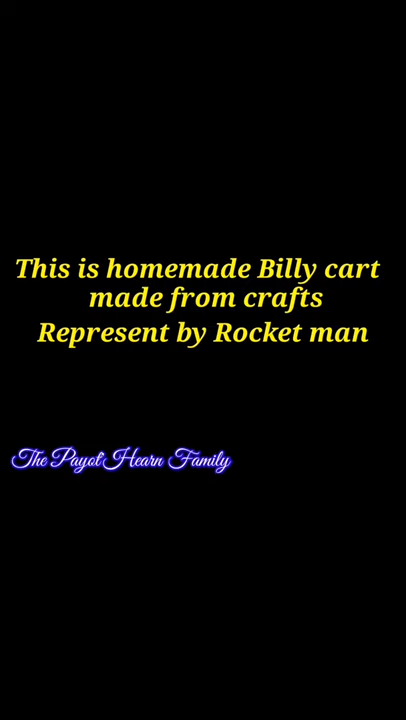 This is homemade Billy cart
made from crafts
Represent by Rocket man
The Payot'Hearn Family